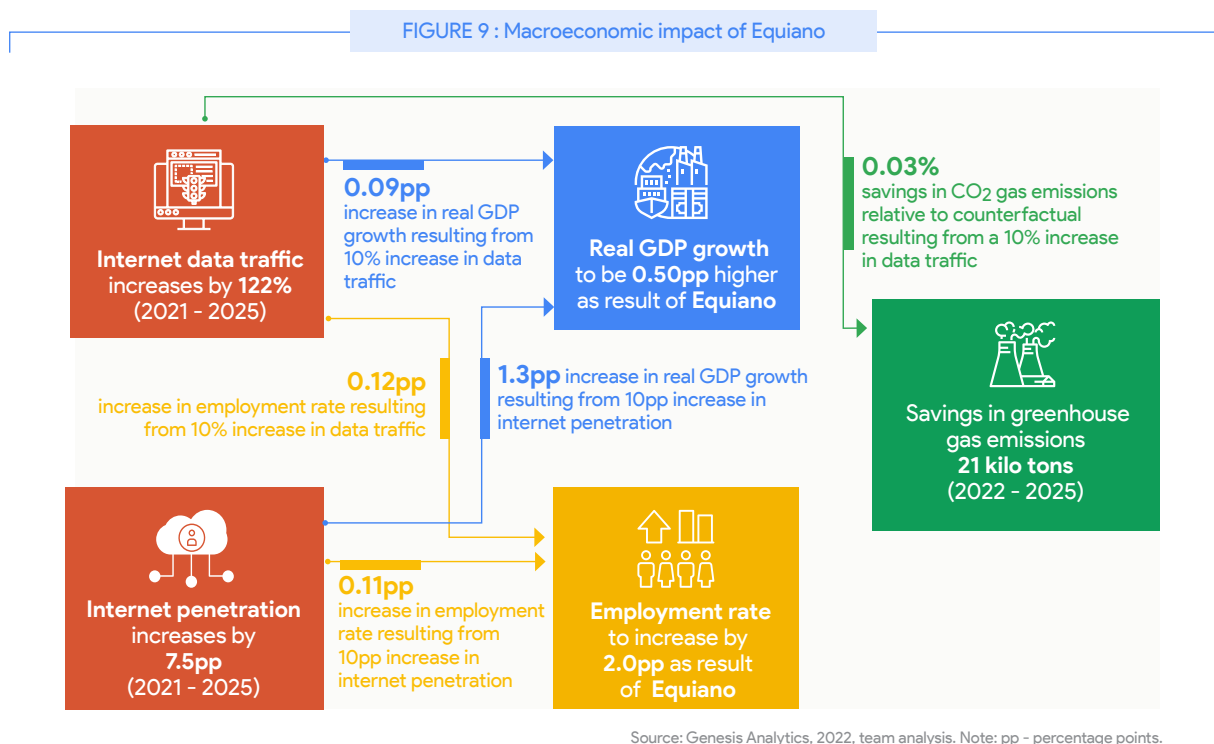 FIGURE 9 : Macroeconomic impact of Equiano
Internet data traffic
increases by 122%
(2021 - 2025)
0.09pp
increase in real GDP
growth resulting from
10% increase in data
traffic
Real GDP growth
to be 0.50pp higher
as result of Equiano
0.03%
savings in CO2 gas emissions
relative to counterfactual
resulting from a 10% increase
in data traffic
0.12pp
increase in employment rate resulting
from 10% increase in data traffic
1.3pp increase in real GDP growth
resulting from 10pp increase in
internet penetration
Savings in greenhouse
gas emissions
21 kilo tons
(2022 - 2025)
Internet penetration
increases by
7.5pp
(2021 - 2025)
0.11pp
increase in employment
rate resulting from
10pp increase in
internet penetration
Employment rate
to increase by
2.0pp as result
of Equiano
Source: Genesis Analytics, 2022, team analysis. Note: pp - percentage points.